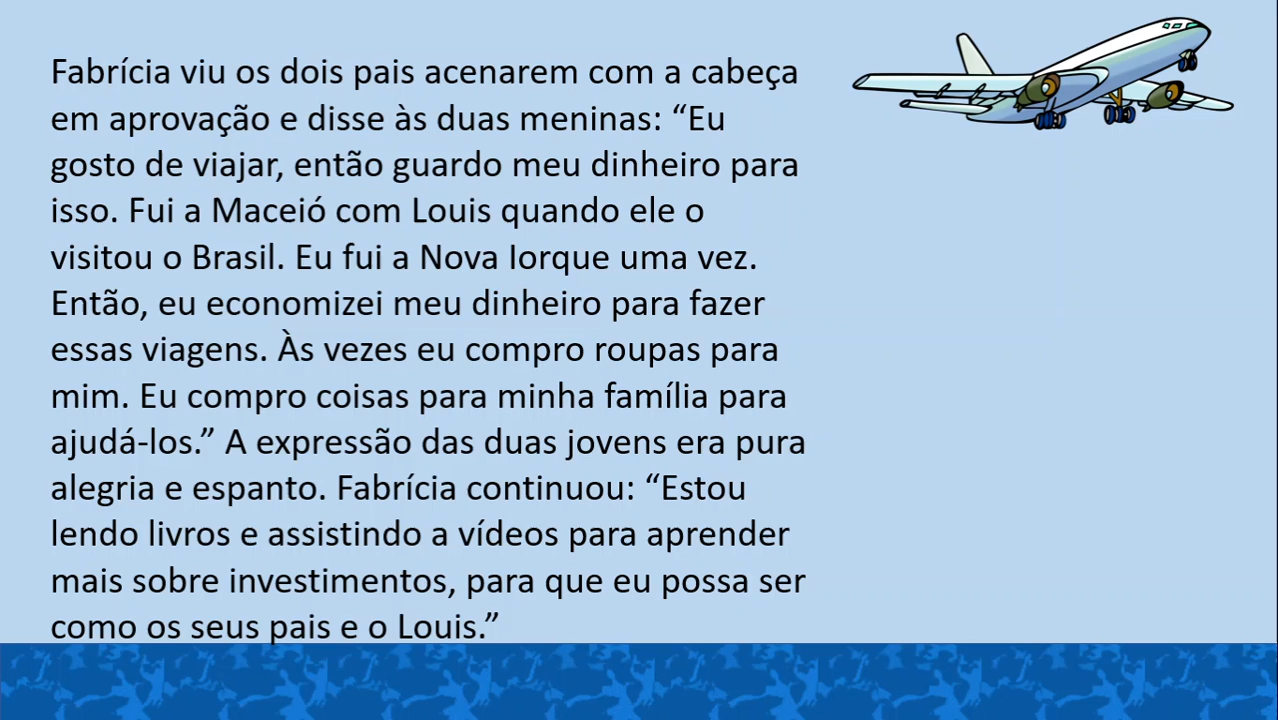 Fabrícia viu os dois pais acenarem com a cabeça
em aprovação e disse às duas meninas: “Eu
gosto de viajar, então guardo meu dinheiro para
isso. Fui a Maceió com Louis quando ele o
visitou o Brasil. Eu fui a Nova Iorque uma vez.
Então, eu economizei meu dinheiro para fazer
essas viagens. Às vezes eu compro roupas para
mim. Eu compro coisas para minha família para
ajudá-los.” A expressão das duas jovens era pura
alegria e espanto. Fabrícia continuou: “Estou
lendo livros e assistindo a vídeos para aprender
mais sobre investimentos, para que eu possa ser
como os seus pais e o Louis.”